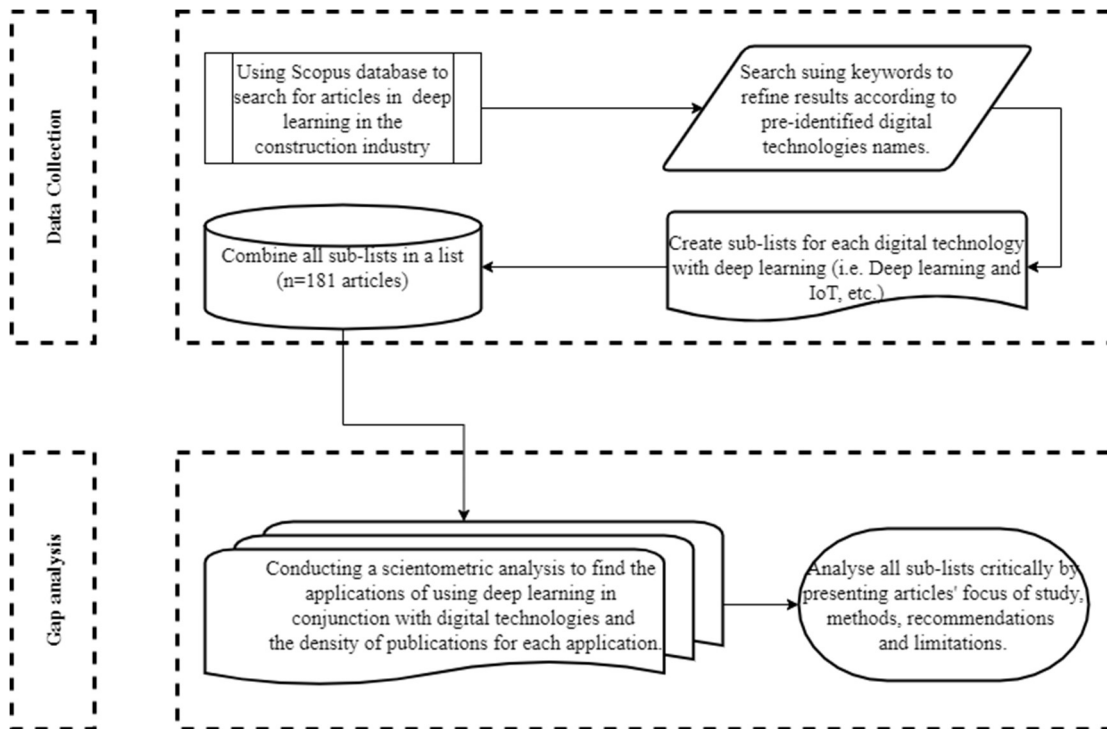 Data Collection
Using Scopus database to
search for articles in deep
learning in the
construction industry
Search suing keywords to
refine results according to
pre-identified digital
technologies names.
Create sub-lists for each digital technology
with deep learning (i.e. Deep learning and
IoT, etc.)
Combine all sub-lists in a list
(n=181 articles)
Gap analysis
Conducting a scientometric analysis to find the
applications of using deep learning in
conjunction with digital technologies and
the density of publications for each application.
Analyse all sub-lists critically by
presenting articles' focus of study,
methods, recommendations
and limitations.